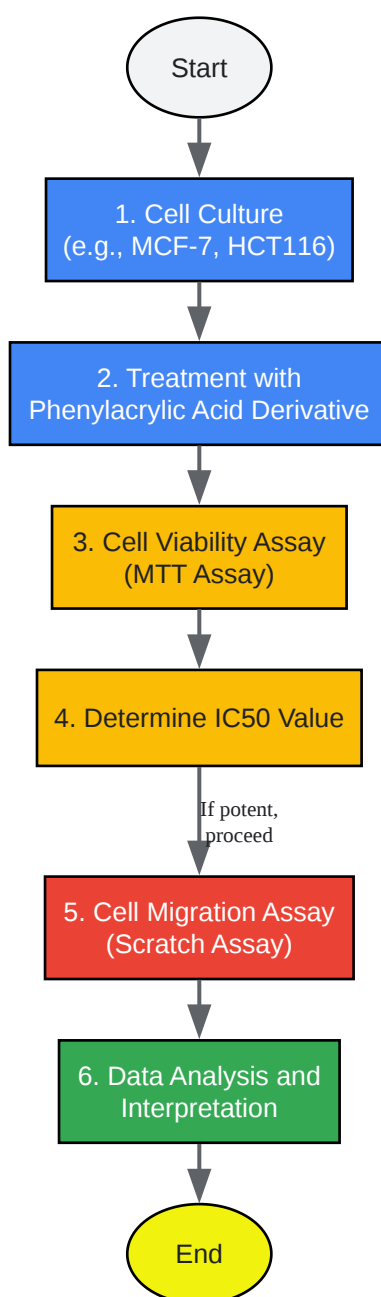 Start
1. Cell Culture
(e.g., MCF-7, HCT116)
2. Treatment with
Phenylacrylic Acid Derivative
3. Cell Viability Assay
(MTT Assay)
4. Determine IC50 Value
If potent,
proceed
5. Cell Migration Assay
(Scratch Assay)
6. Data Analysis and
Interpretation
End